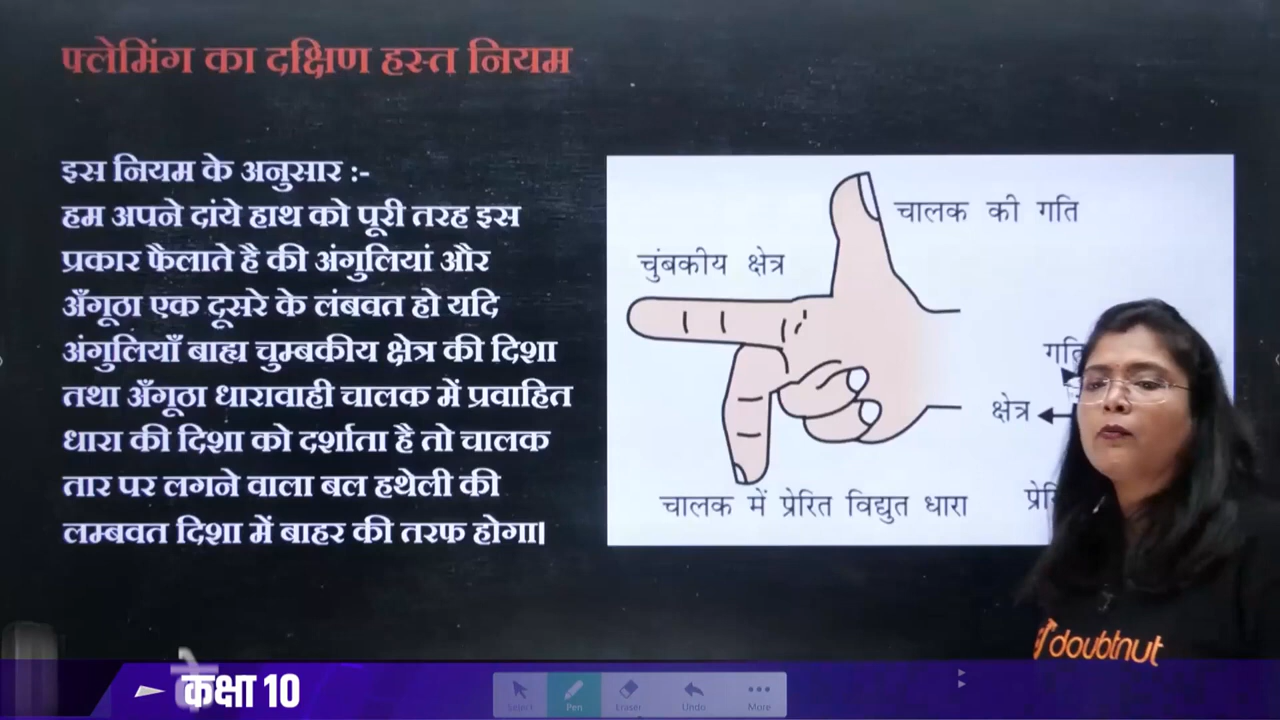 फ्लेमिंग का दक्षिण हस्त नियम
इस नियम के अनुसार :-
हम अपने दांये हाथ को पूरी तरह इस
प्रकार फैलाते है की अंगुलियां और
अँगूठा एक दूसरे के लंबवत हो यदि
अंगुलियाँ बाह्य चुम्बकीय क्षेत्र की दिशा
तथा अँगूठा धारावाही चालक में प्रवाहित
धारा की दिशा को दर्शाता है तो चालक
तार पर लगने वाला बल हथेली की
लम्बवत दिशा में बाहर की तरफ होगा।
चालक की गति
चुंबकीय क्षेत्र
गति
क्षेत्र
चालक में प्रेरित विद्युत धारा
doubtnut
कक्षा 10
Select
Pen
Eraser
Undo
More